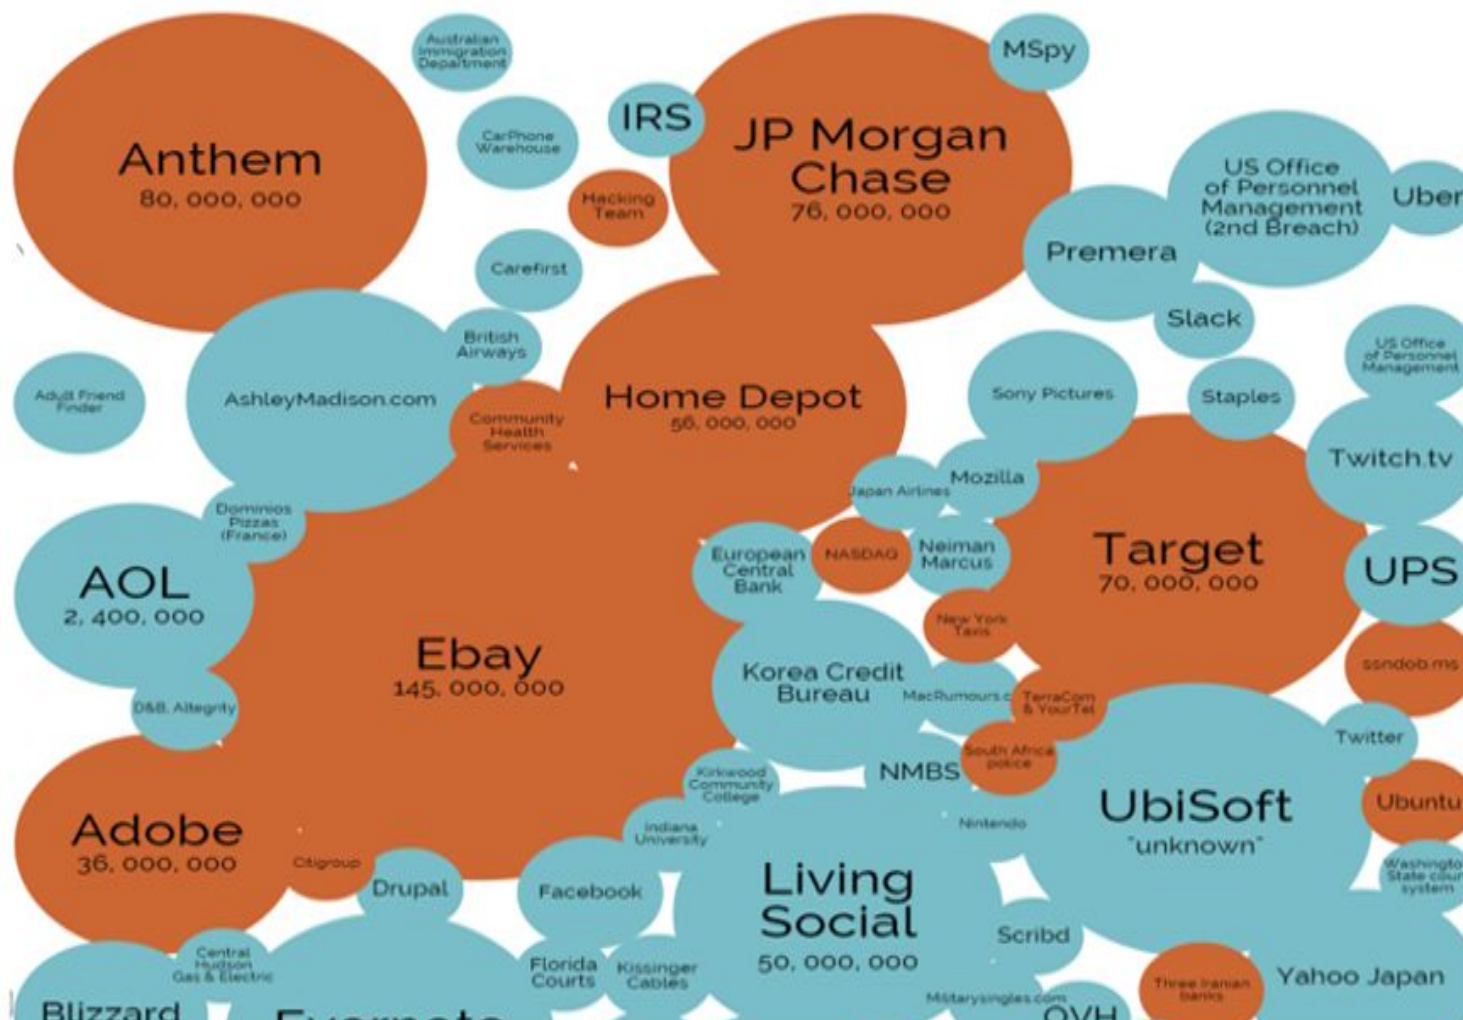 Anthem
80, 000, 000
Australian
Immigration
Department
CarPhone
Warehouse
IRS
Hacking
Team
JP Morgan
Chase
76, 000, 000
MSpy
US Office
of Personnel
Management
(2nd Breach)
Uber
Premera
Carefirst
Slack
British
Airways
US Office
of Personnel
Management
Adult Friend
Finder
AshleyMadison.com
Community
Health
Services
Home Depot
56, 000, 000
Sony Pictures
Staples
Twitch.tv
Japan Airlines
Mozilla
Dominios
Pizzas
(France)
AOL
2, 400, 000
European
Central
Bank
NASDAQ
Neiman
Marcus
Target
70, 000, 000
UPS
New York
Taxis
Ebay
145, 000, 000
Korea Credit
Bureau
MacRumours.c
TerraCom
& YourTel
ssndob.ms
D&B, Altegrity
Twitter
South Africa
police
NMBS
Kirkwood
Community
College
Adobe
36, 000, 000
Indiana
University
Nintendo
UbiSoft
"unknown"
Ubuntu
Citigroup
Drupal
Facebook
Living
Social
50, 000, 000
Washingto
State cour
system
Scribd
Central
Hudson
Gas & Electric
Florida
Courts
Kissinger
Cables
Three Iranian
banks
Yahoo Japan
Militarysingles.com
OVH
Blizzard
Evernote